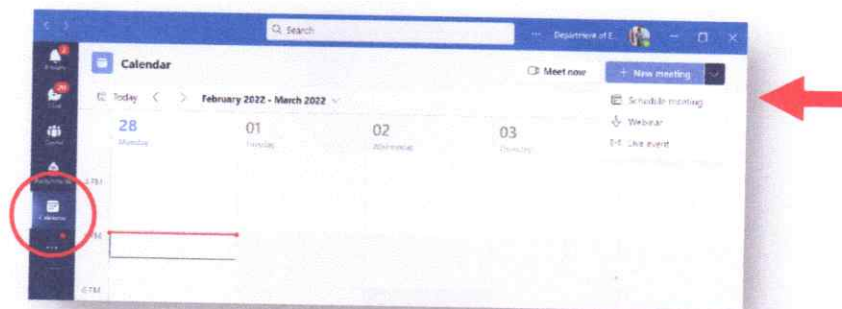 Search
Department of E
Calendar
Meet now
+ New meeting
Today
February 2022 - March 2022
Schedule meeting
Webinar
Live event
28
01
02
03
Monday
Tuesday
Wednesday
Thursday
Calendar